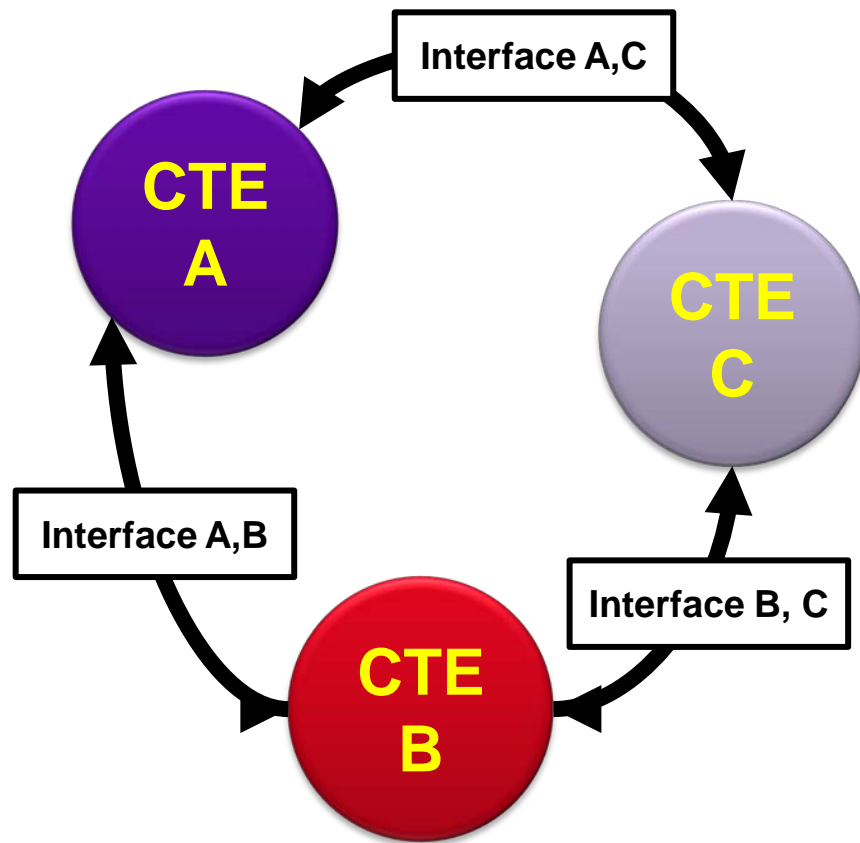 Interface A,C
CTE
A
CTE
C
Interface A,B
Interface B, C
CTE
B